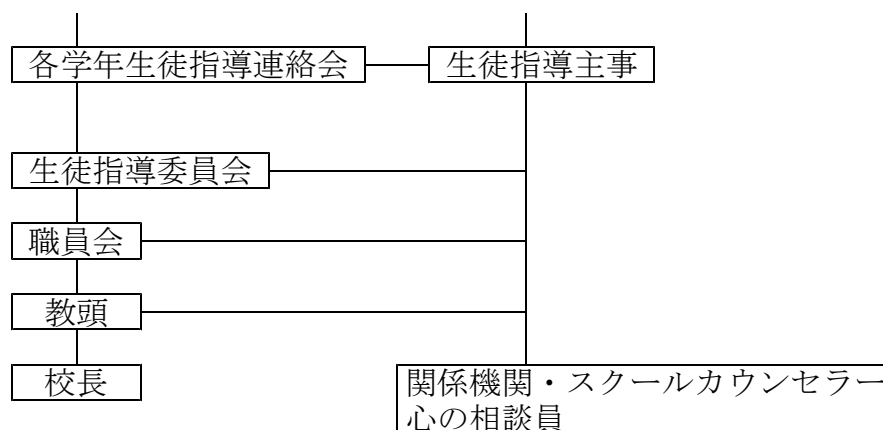 各学年生徒指導連絡会
生徒指導主事
生徒指導委員会
職員会
教頭
校長
関係機関・スクールカウンセラー
心の相談員